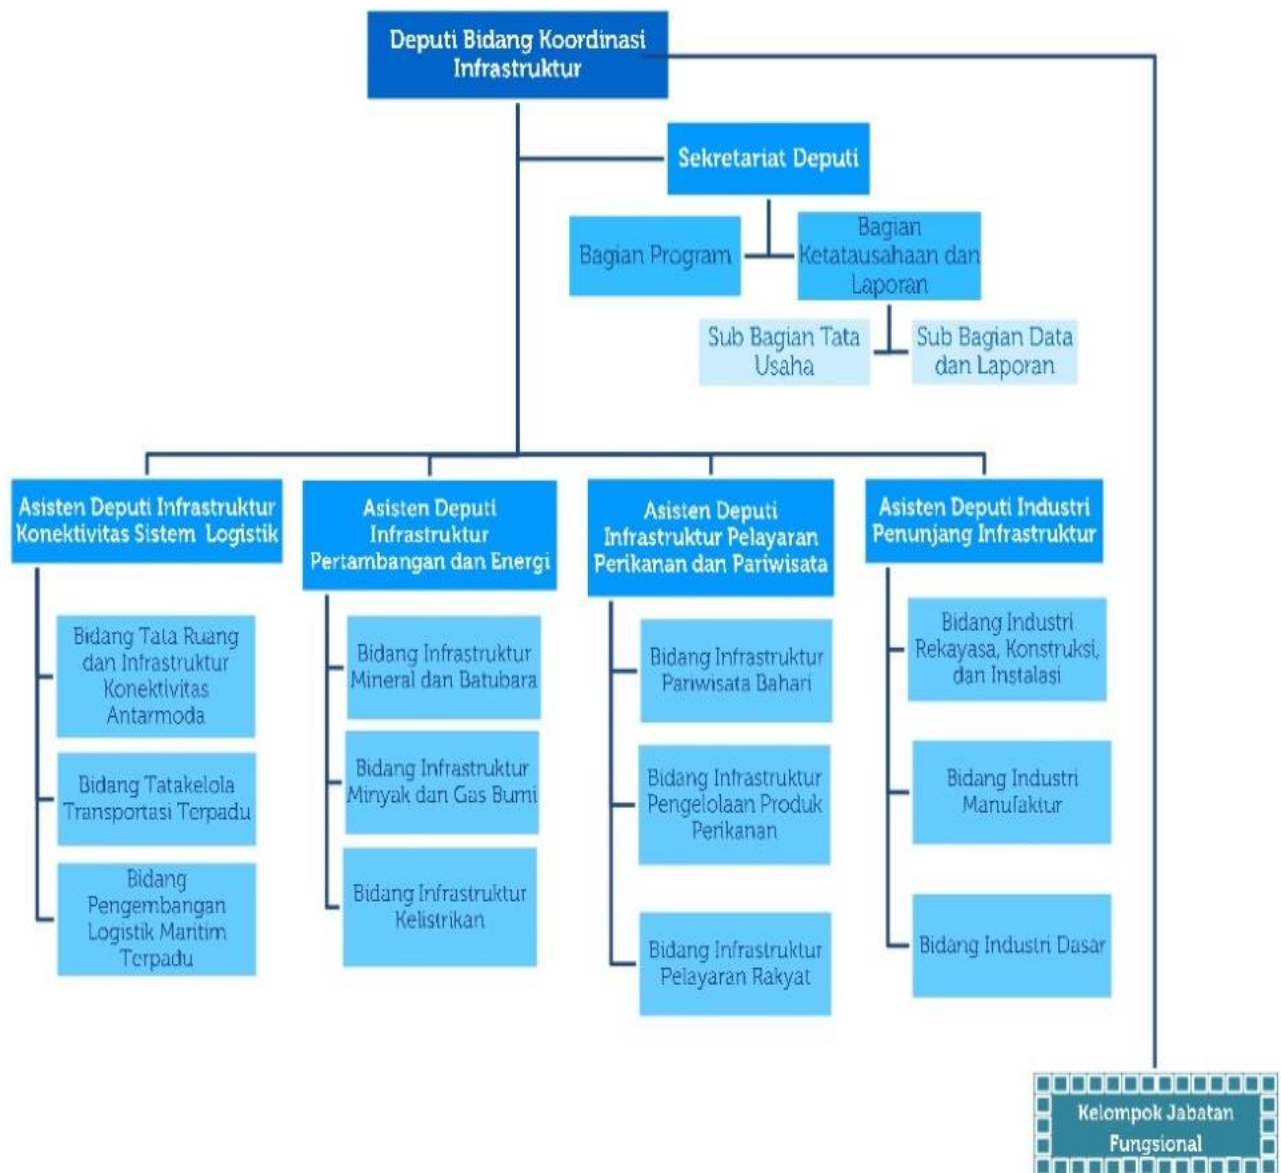 Deputi Bidang Koordinasi
Infrastruktur
Sekretariat Deputi
Bagian Program
Bagian
Ketatausahaan dan
Laporan
Sub Bagian Tata
Usaha
Sub Bagian Data
dan Laporan
Asisten Deputi Infrastruktur
Konektivitas Sistem Logistik
Bidang Tata Ruang
dan Infrastruktur
Konektivitas
Antarmoda
Bidang Tatakelola
Transportasi Terpadu
Bidang
Pengembangan
Logistik Maritim
Terpadu
Asisten Deputi
Infrastruktur
Pertambangan dan Energi
Bidang Infrastruktur
Mineral dan Batubara
Bidang Infrastruktur
Minyak dan Gas Bumi
Bidang Infrastruktur
Kelistrikan
Asisten Deputi
Infrastruktur Pelayaran
Perikanan dan Pariwisata
Bidang Infrastruktur
Pariwisata Bahari
Bidang Infrastruktur
Pengelolaan Produk
Perikanan
Bidang Infrastruktur
Pelayaran Rakyat
Asisten Deputi Industri
Penunjang Infrastruktur
Bidang Industri
Rekayasa, Konstruksi,
dan Instalasi
Bidang Industri
Manufaktur
Bidang Industri Dasar
Kelompok Jabatan
Fungsional